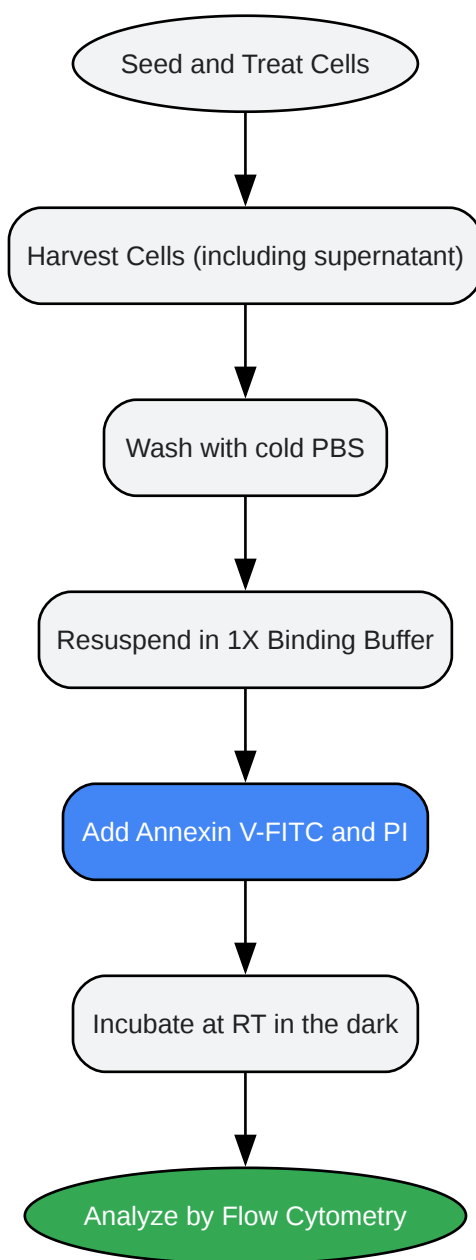 Seed and Treat Cells
Harvest Cells (including supernatant)
Wash with cold PBS
Resuspend in 1X Binding Buffer
Add Annexin V-FITC and PI
Incubate at RT in the dark
Analyze by Flow Cytometry